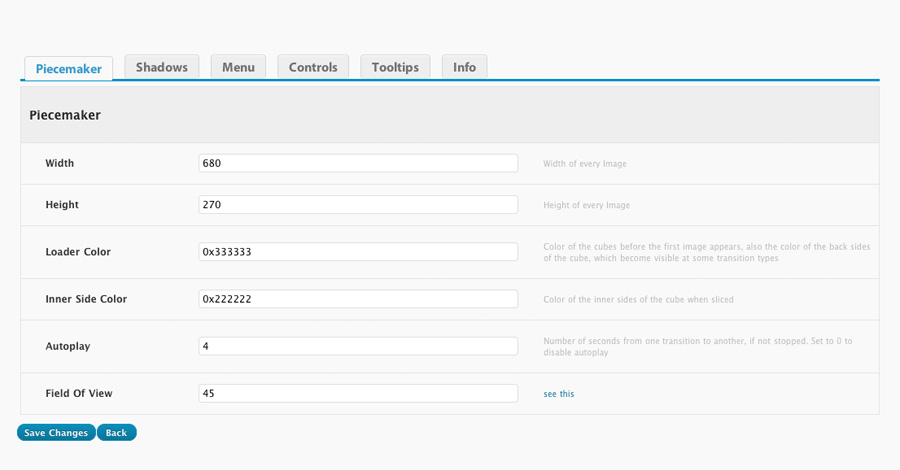 Piecemaker Shadows Menu Controls Tooltips Info
Piecemaker
Width 680 Width of every Image
Height 270 Height of every Image
Loader Color 0x333333 Color of the cubes before the first image appears, also the color of the back sides
of the cube, which become visible at some transition types
Inner Side Color 0x222222 Color of the inner sides of the cube when sliced
Autoplay 4 Number of seconds from one transition to another, if not stopped. Set to 0 to
disable autoplay
Field Of View 45 see this
Save Changes Back